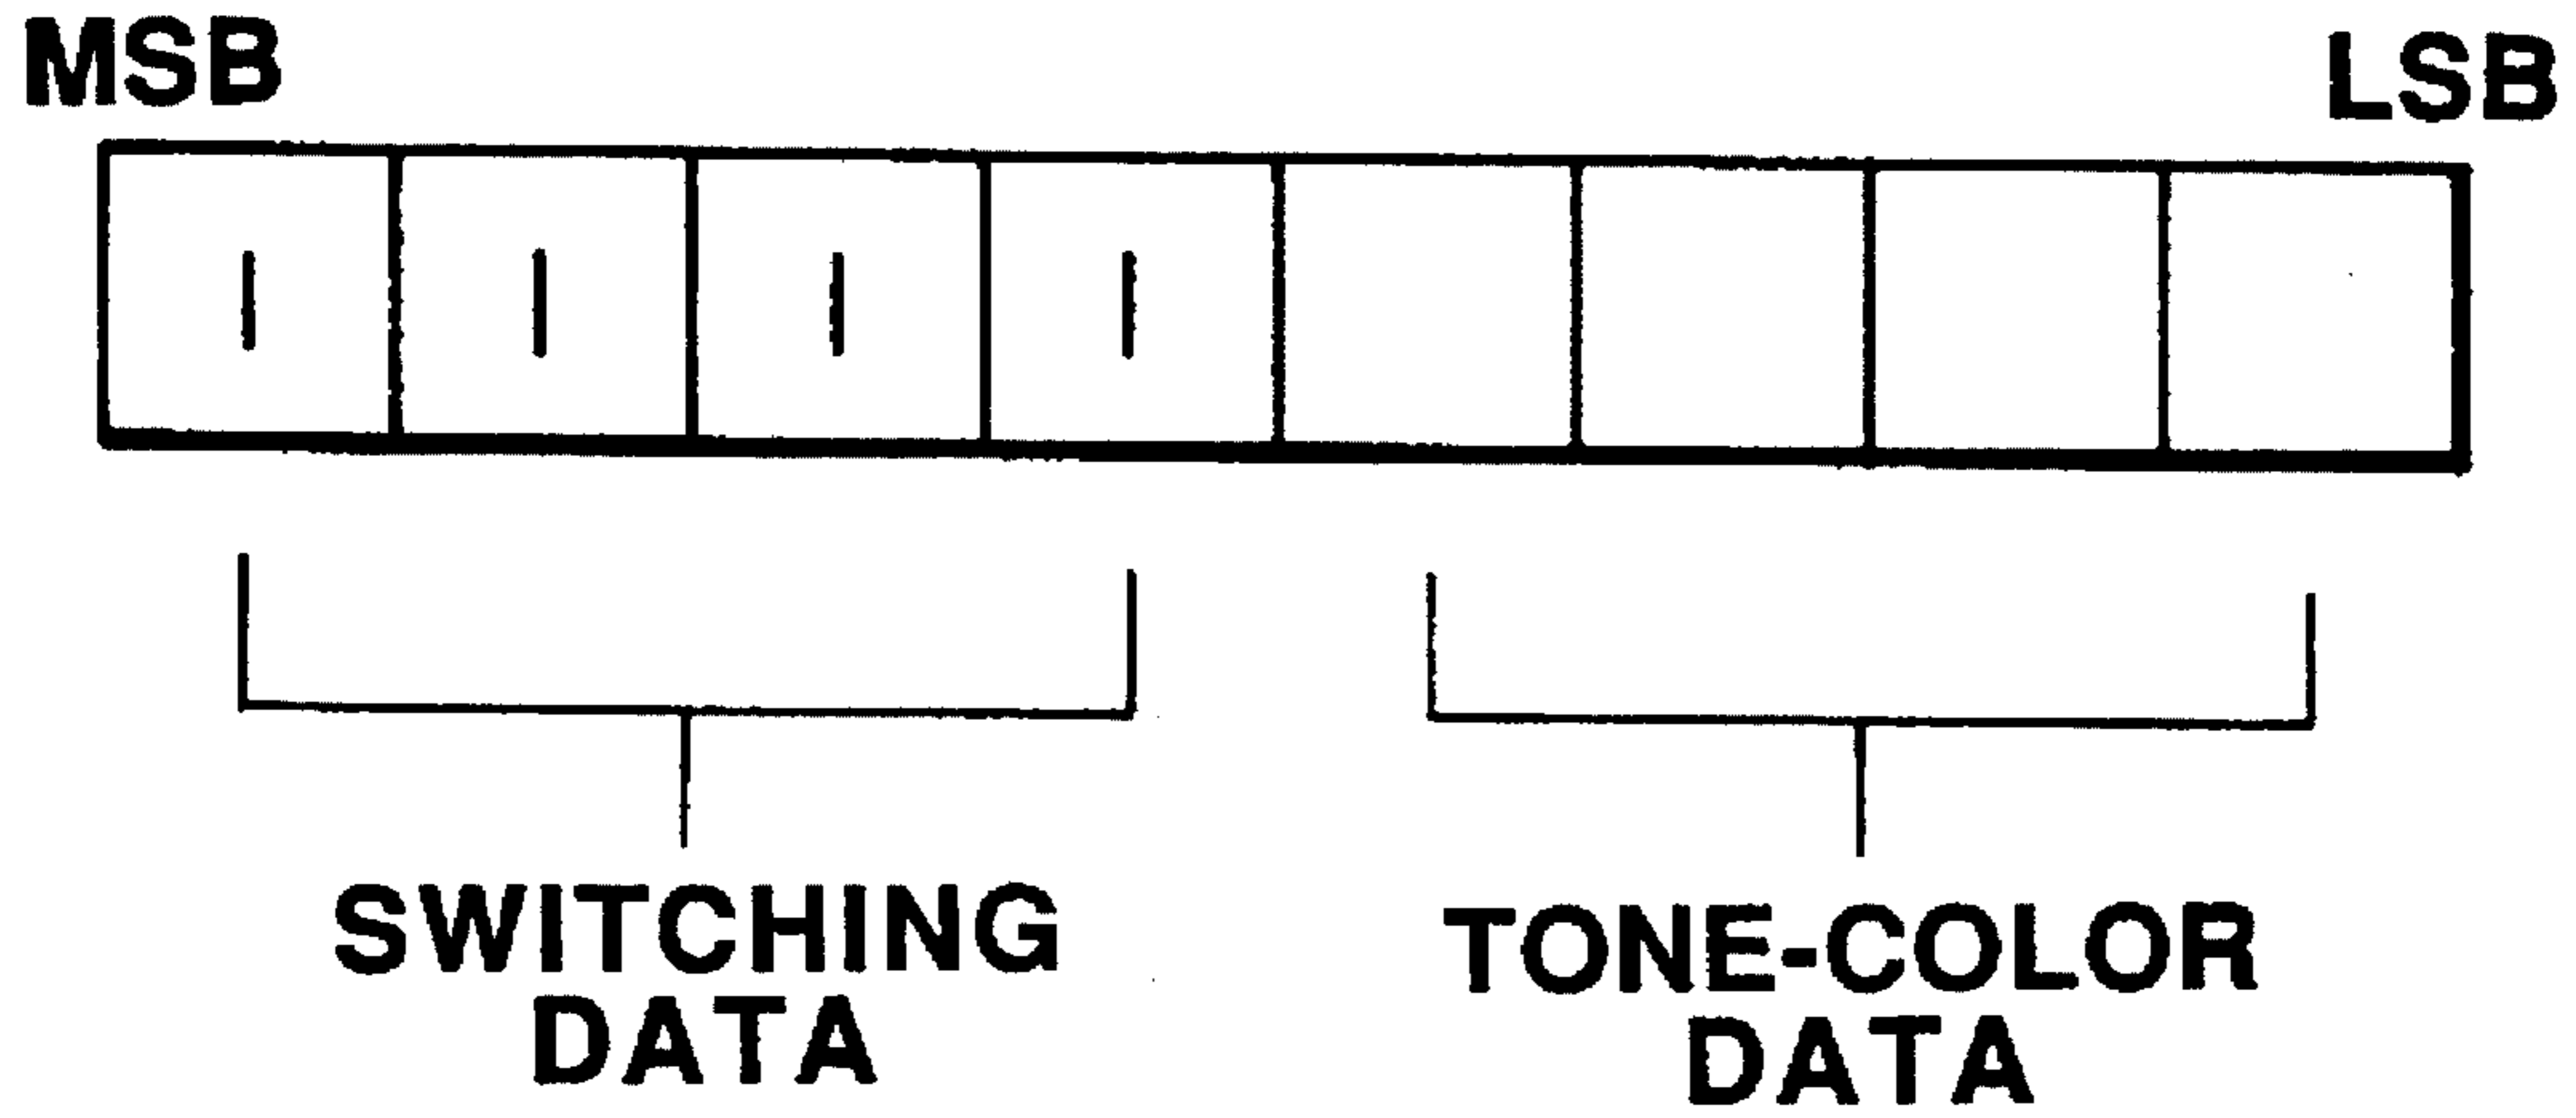 MSB LSB
1 1 1 1
SWITCHING TONE-COLOR
DATA DATA